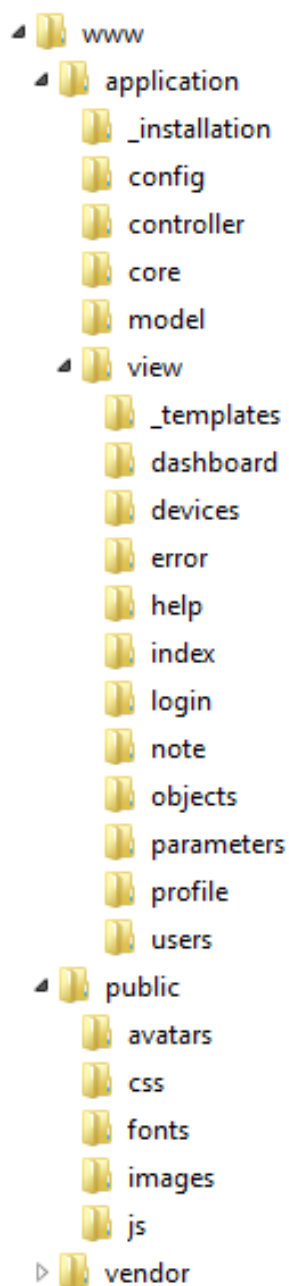 www
application
_installation
config
controller
core
model
view
_templates
dashboard
devices
error
help
index
login
note
objects
parameters
profile
users
public
avatars
css
fonts
images
js
vendor